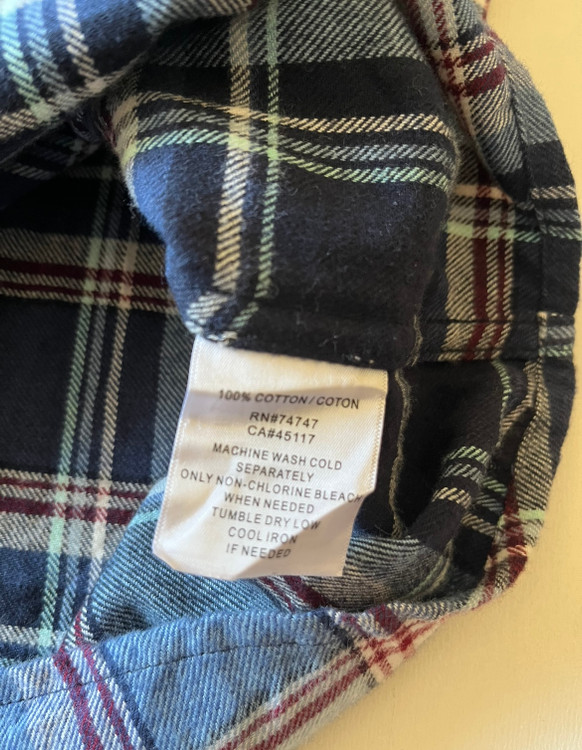 100% COTTON/COTON
RN#74747
CA#45117
MACHINE WASH COLD
SEPARATELY
ONLY NON-CHLORINE BLEACH
WHEN NEEDED
TUMBLE DRY LOW
COOL IRON
IF NEEDED